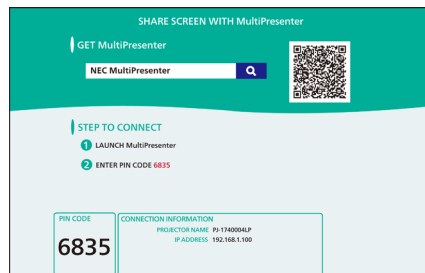 SHARE SCREEN WITH MultiPresenter
GET MultiPresenter
NEC MultiPresenter
STEP TO CONNECT
1 LAUNCH MultiPresenter
2 ENTER PIN CODE 6835
PIN CODE
6835
CONNECTION INFORMATION
PROJECTOR NAME PJ-1740004LP
IP ADDRESS 192.168.1.100